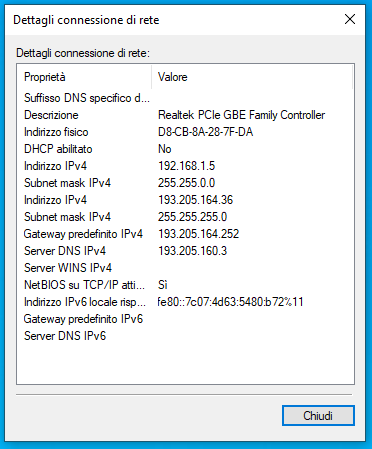 Dettagli connessione di rete
Dettagli connessione di rete:
Proprietà Valore
Suffisso DNS specifico d...
Descrizione Realtek PCIe GBE Family Controller
Indirizzo fisico D8-CB-8A-28-7F-DA
DHCP abilitato No
Indirizzo IPv4 192.168.1.5
Subnet mask IPv4 255.255.0.0
Indirizzo IPv4 193.205.164.36
Subnet mask IPv4 255.255.255.0
Gateway predefinito IPv4 193.205.164.252
Server DNS IPv4 193.205.160.3
Server WINS IPv4
NetBIOS su TCP/IP atti... Sì
Indirizzo IPv6 locale risp... fe80::7c07:4d63:5480:b72%11
Gateway predefinito IPv6
Server DNS IPv6
Chiudi